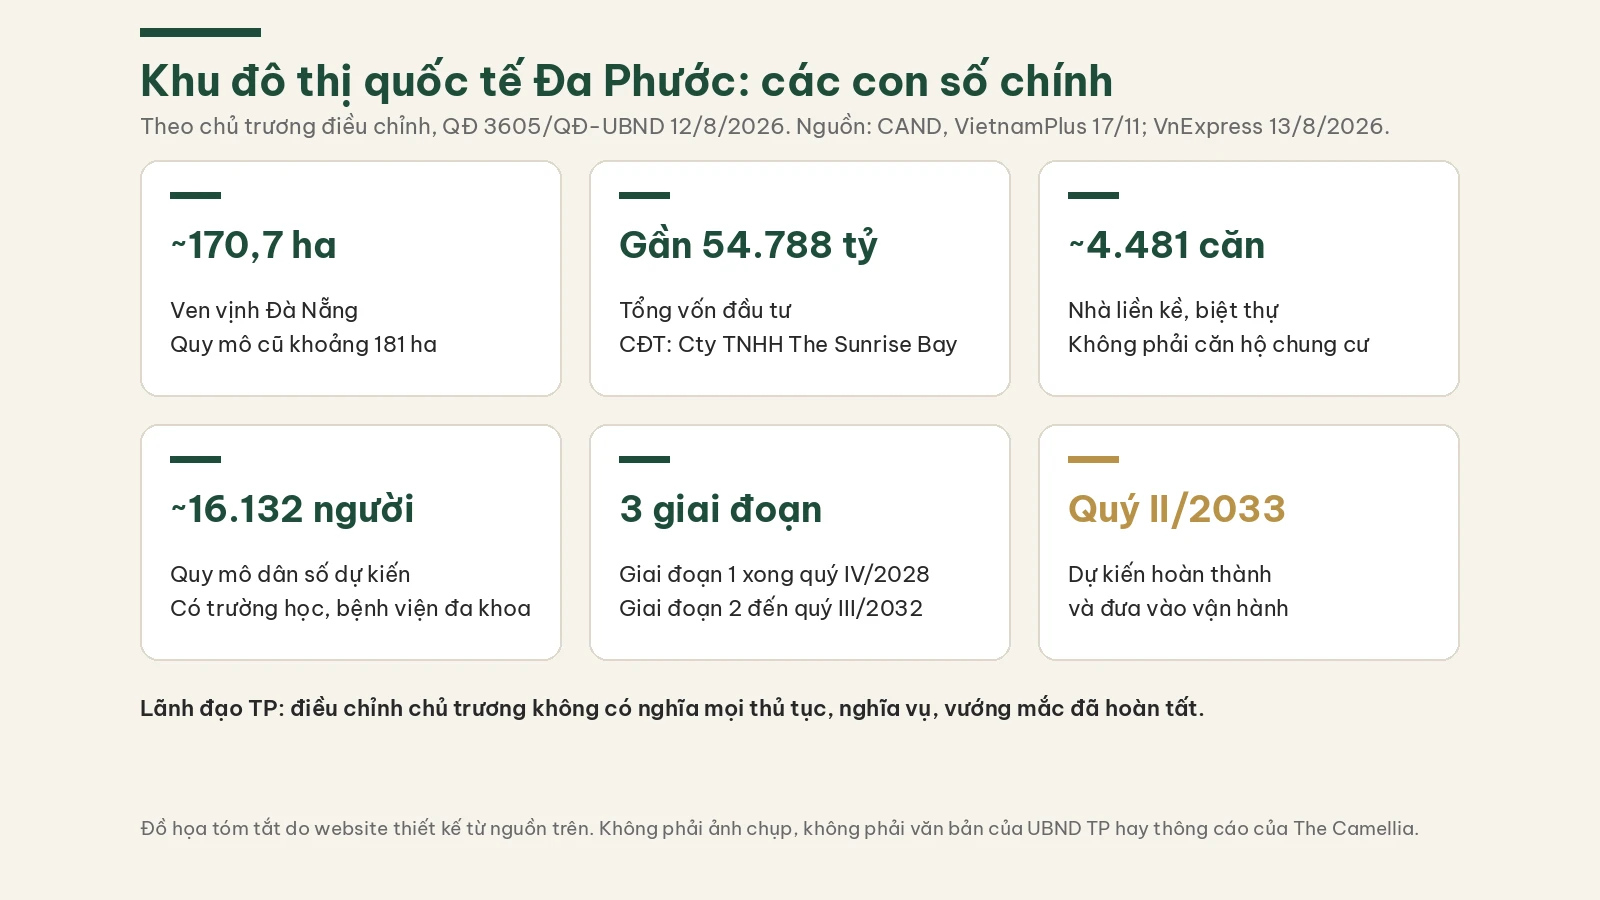 Khu đô thị quốc tế Đa Phước: các con số chính
Theo chủ trương điều chỉnh, QĐ 3605/QĐ-UBND 12/8/2026. Nguồn: CAND, VietnamPlus 17/11; VnExpress 13/8/2026.
~170,7 ha
Ven vịnh Đà Nẵng
Quy mô cũ khoảng 181 ha
Gần 54.788 tỷ
Tổng vốn đầu tư
CĐT: Cty TNHH The Sunrise Bay
~4.481 căn
Nhà liền kề, biệt thự
Không phải căn hộ chung cư
~16.132 người
Quy mô dân số dự kiến
Có trường học, bệnh viện đa khoa
3 giai đoạn
Giai đoạn 1 xong quý IV/2028
Giai đoạn 2 đến quý III/2032
Quý II/2033
Dự kiến hoàn thành
và đưa vào vận hành
Lãnh đạo TP: điều chỉnh chủ trương không có nghĩa mọi thủ tục, nghĩa vụ, vướng mắc đã hoàn tất.
Đồ họa tóm tắt do website thiết kế từ nguồn trên. Không phải ảnh chụp, không phải văn bản của UBND TP hay thông cáo của The Camellia.